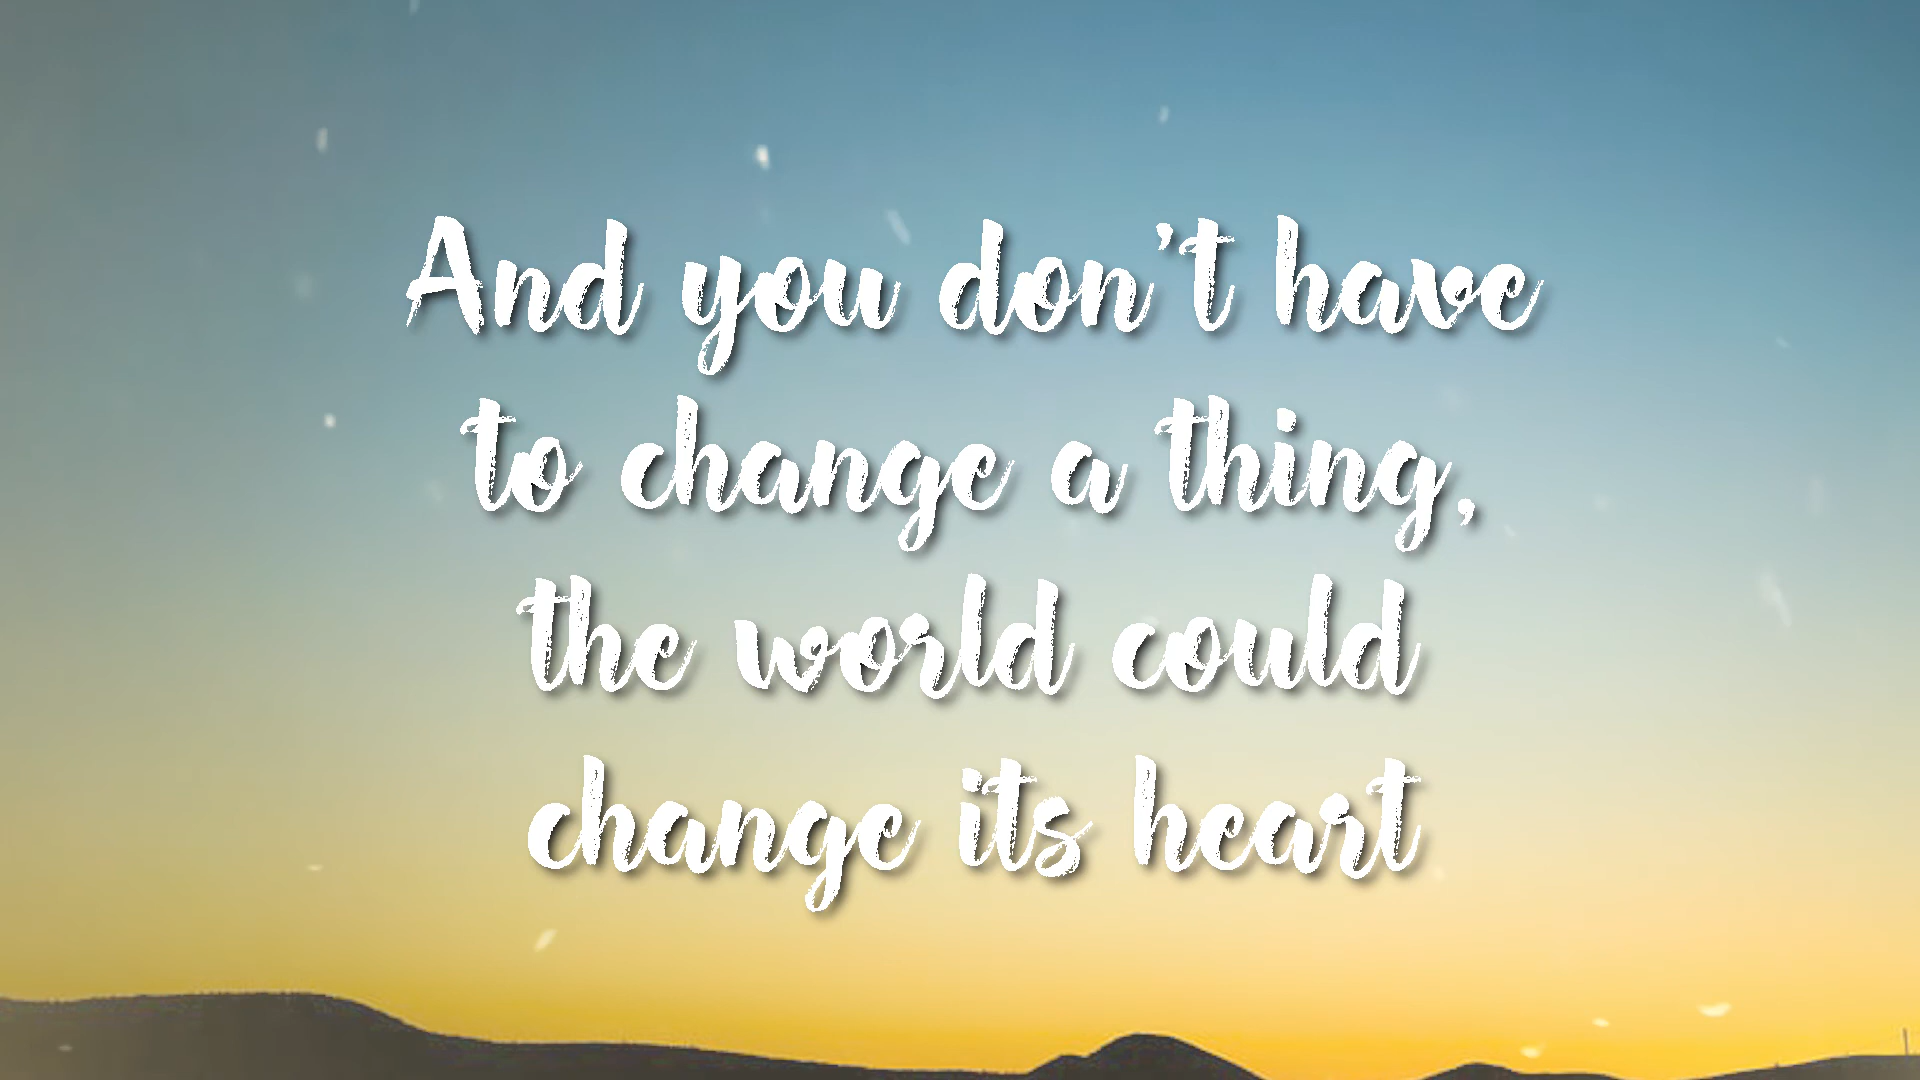 And you don't have
to change a thing,
the world could
change its heart